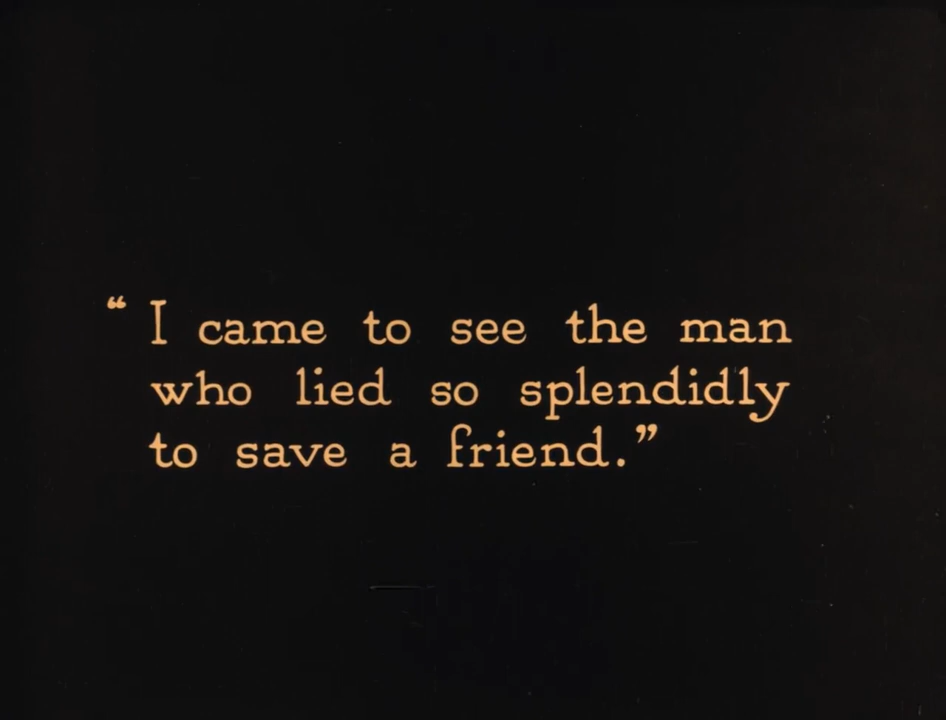 “ I came to see the man
who lied so splendidly
to save a friend.”